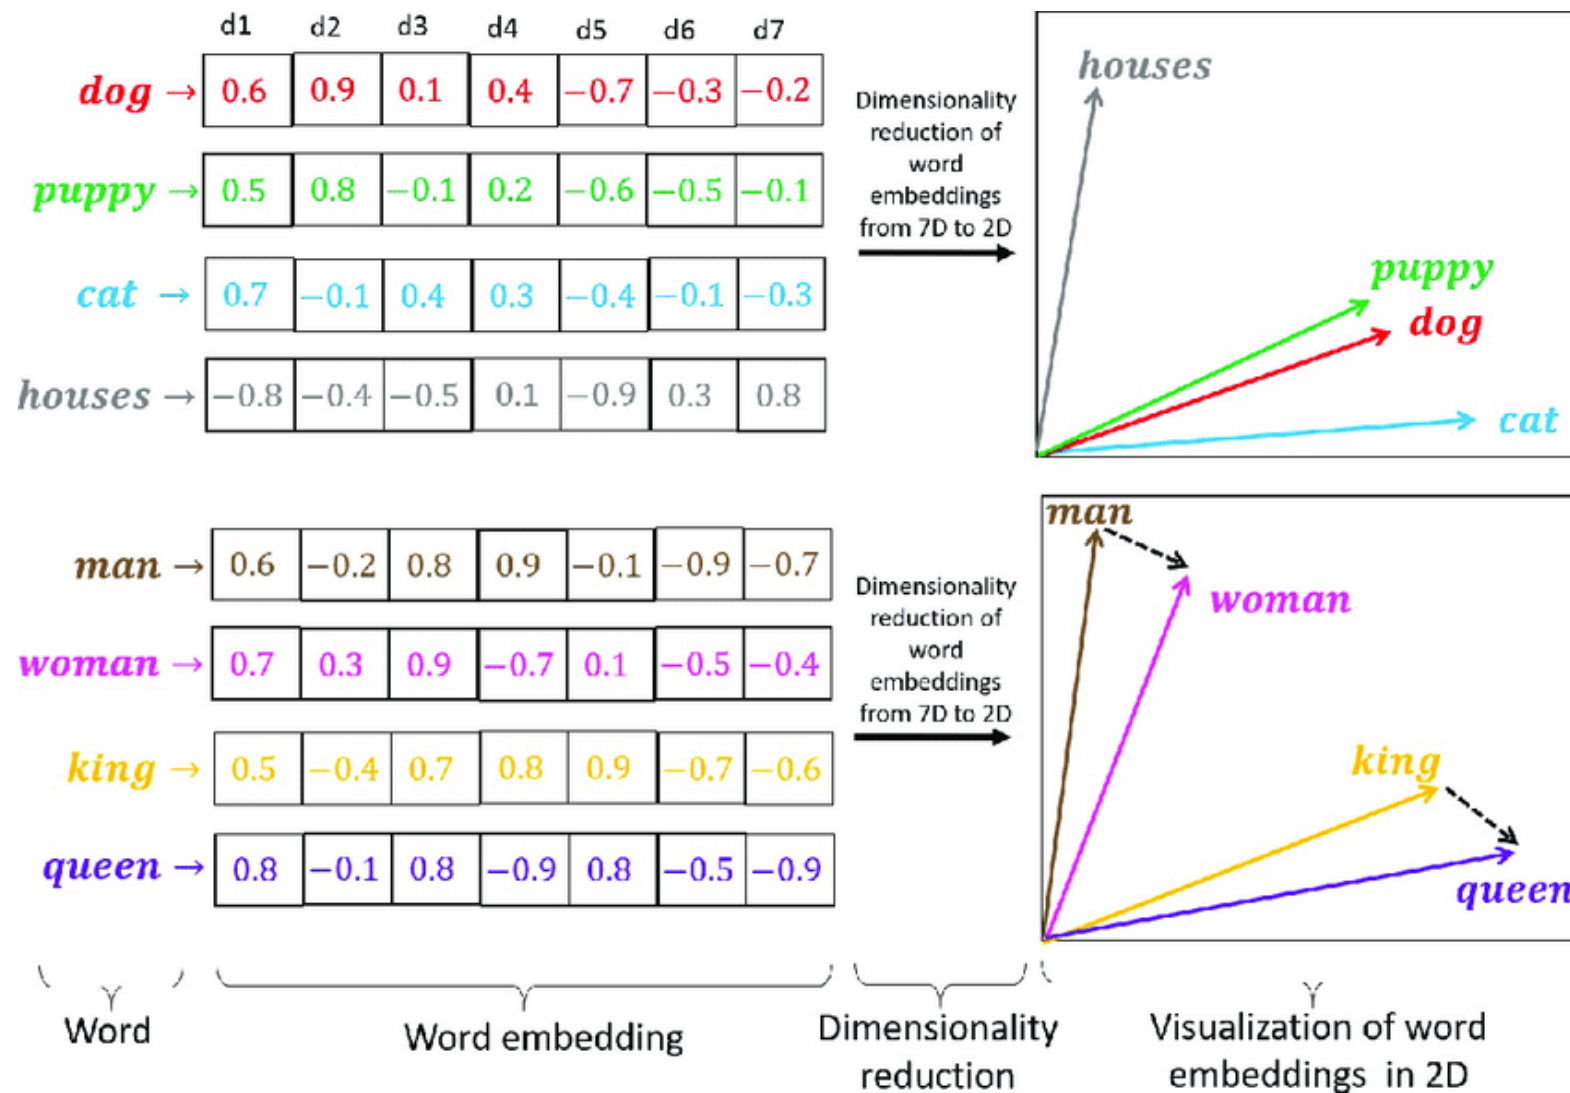 d1 d2 d3 d4 d5 d6 d7
dog → 0.6 0.9 0.1 0.4 −0.7 −0.3 −0.2
puppy → 0.5 0.8 −0.1 0.2 −0.6 −0.5 −0.1
cat → 0.7 −0.1 0.4 0.3 −0.4 −0.1 −0.3
houses → −0.8 −0.4 −0.5 0.1 −0.9 0.3 0.8
Dimensionality
reduction of
word
embeddings
from 7D to 2D
houses
puppy
dog
cat
man → 0.6 −0.2 0.8 0.9 −0.1 −0.9 −0.7
woman → 0.7 0.3 0.9 −0.7 0.1 −0.5 −0.4
king → 0.5 −0.4 0.7 0.8 0.9 −0.7 −0.6
queen → 0.8 −0.1 0.8 −0.9 0.8 −0.5 −0.9
Dimensionality
reduction of
word
embeddings
from 7D to 2D
man
woman
king
queen
Word
Word embedding
Dimensionality
reduction
Visualization of word
embeddings in 2D